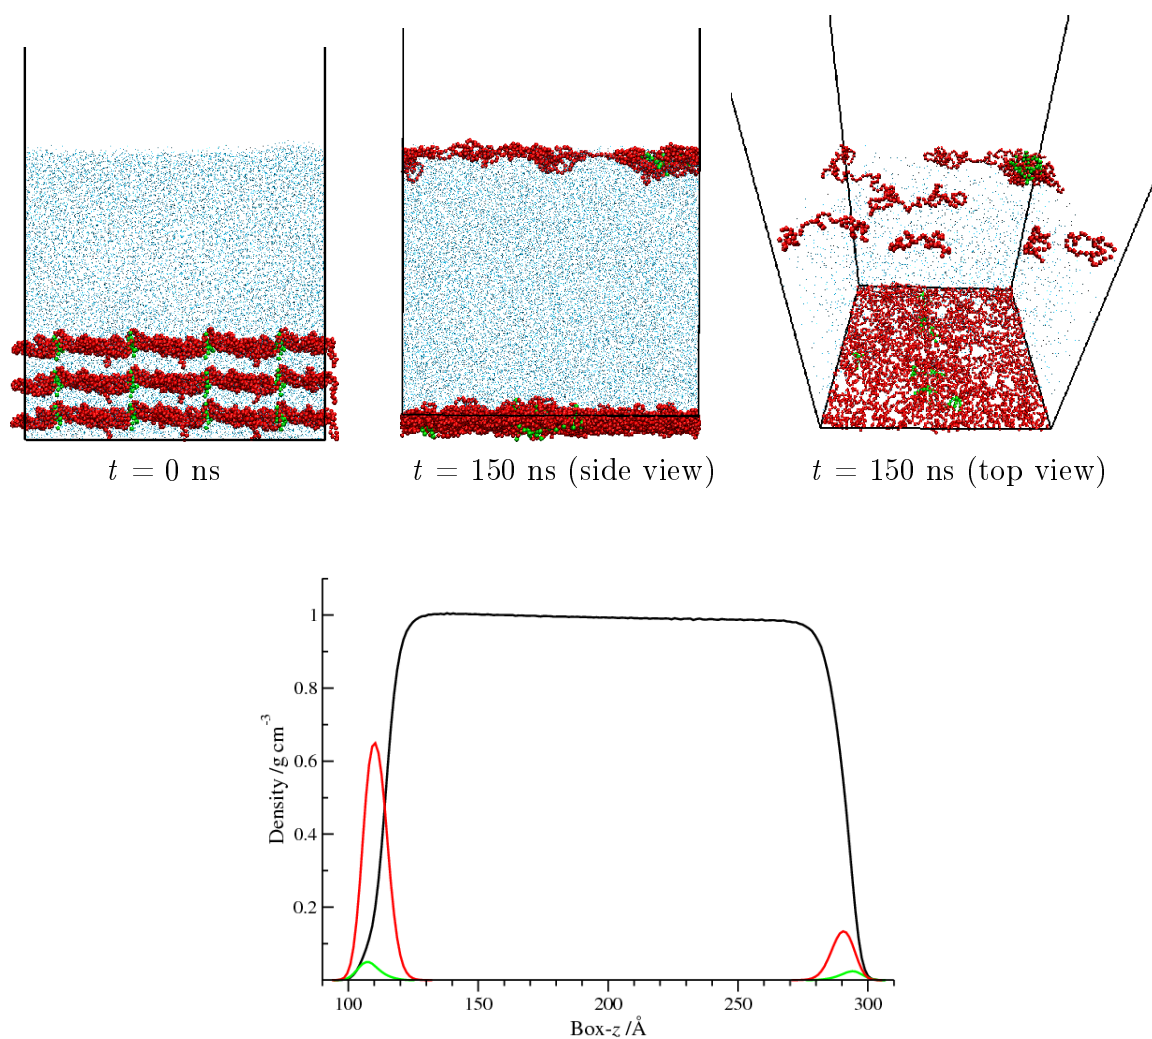 t = 0 ns
t = 150 ns (side view)
t = 150 ns (top view)
1
0.8
0.6
0.4
0.2
Density /g cm⁻³
100 150 200 250 300
Box-z /Å